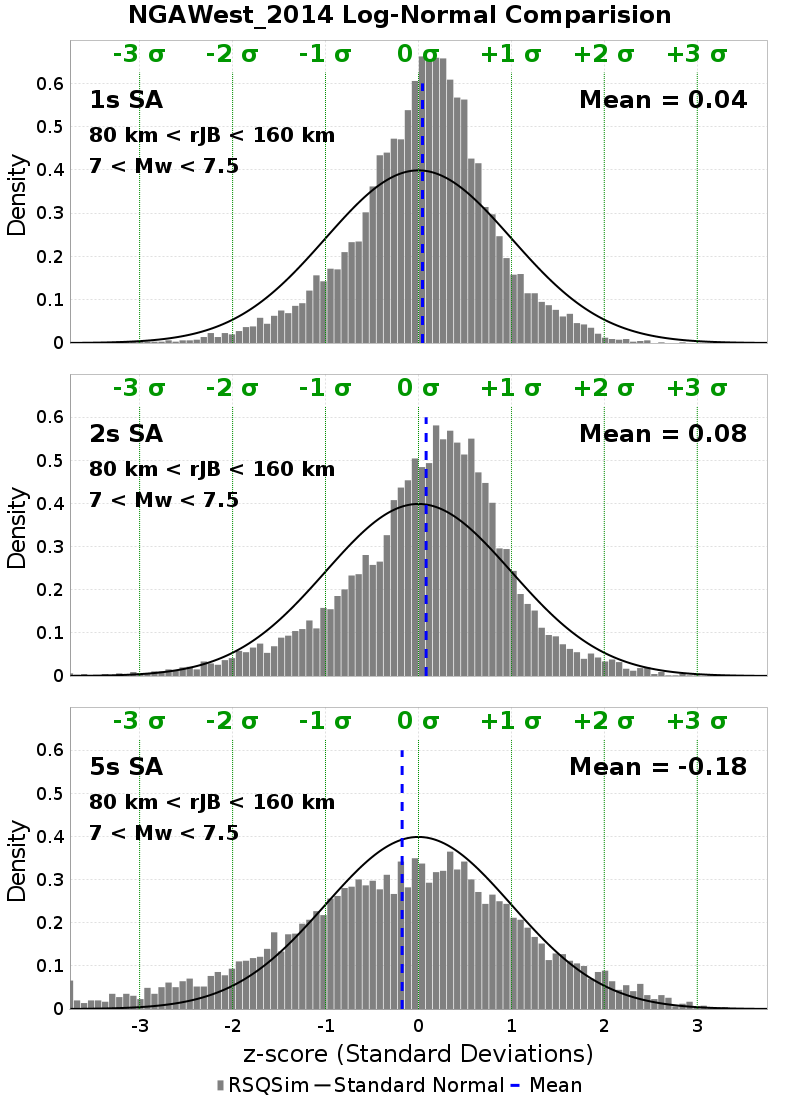 NGAWest_2014 Log-Normal Comparision
-3 σ -2 σ -1 σ 0 σ +1 σ +2 σ +3 σ
1s SA Mean = 0.04
80 km < rJB < 160 km
7 < Mw < 7.5
Density
0.6
0.5
0.4
0.3
0.2
0.1
0
-3 σ -2 σ -1 σ 0 σ +1 σ +2 σ +3 σ
2s SA Mean = 0.08
80 km < rJB < 160 km
7 < Mw < 7.5
Density
0.6
0.5
0.4
0.3
0.2
0.1
0
-3 σ -2 σ -1 σ 0 σ +1 σ +2 σ +3 σ
5s SA Mean = -0.18
80 km < rJB < 160 km
7 < Mw < 7.5
Density
0.6
0.5
0.4
0.3
0.2
0.1
0
-3 -2 -1 0 1 2 3
z-score (Standard Deviations)
RSQSim Standard Normal Mean